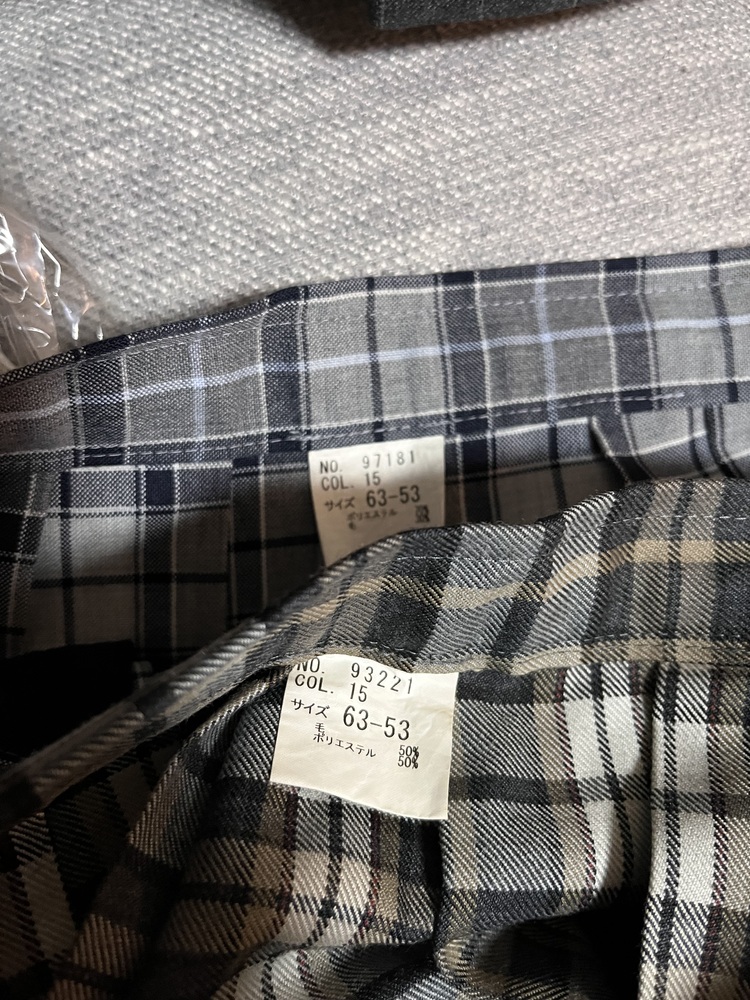 NO. 97181
COL. 15
サイズ 63-53
ポリエステル
毛
NO. 93221
COL. 15
サイズ 63-53
毛 50%
ポリエステル 50%